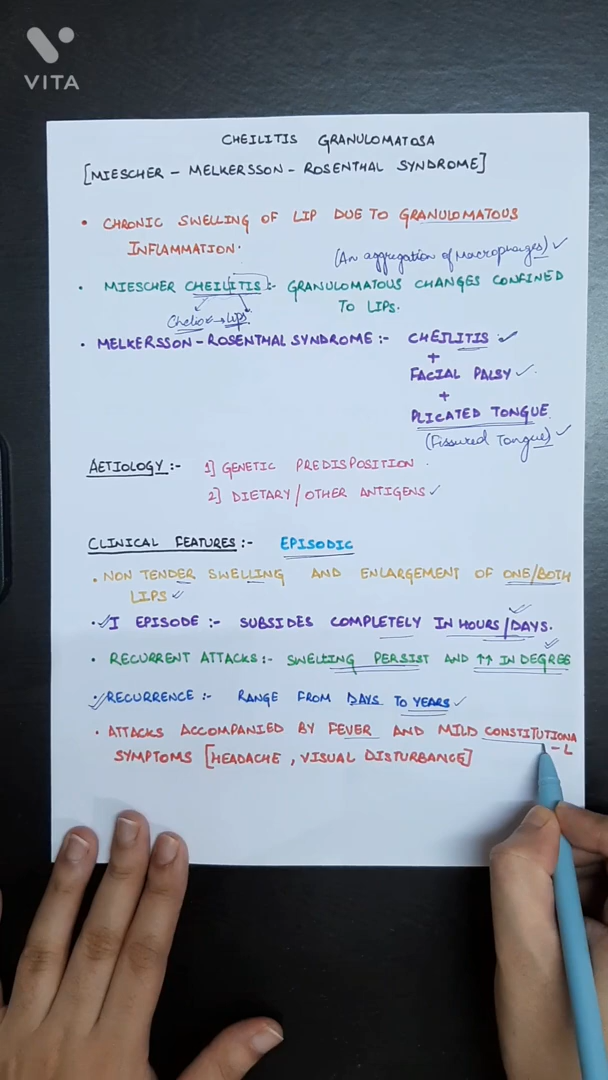 VITA
CHEILITIS GRANULOMATOSA
[MIESCHER - MELKERSSON - ROSENTHAL SYNDROME]
• CHRONIC SWELLING OF LIP DUE TO GRANULOMATOUS
INFLAMMATION.
(An aggregation of Macrophages)
• MIESCHER CHEILITIS :- GRANULOMATOUS CHANGES CONFINED
TO LIPS.
→ lips
• MELKERSSON-ROSENTHAL SYNDROME :- CHEILITIS
+
FACIAL PALSY
+
PLICATED TONGUE
(Fissured Tongue)
AETIOLOGY :- 1] GENETIC PREDISPOSITION
2] DIETARY/OTHER ANTIGENS
CLINICAL FEATURES :- EPISODIC
• NON TENDER SWELLING AND ENLARGEMENT OF ONE/BOTH
LIPS
• I EPISODE :- SUBSIDES COMPLETELY IN HOURS/DAYS.
• RECURRENT ATTACKS :- SWELLING PERSIST AND ↑↑ IN DEGREE
• RECURRENCE :- RANGE FROM DAYS TO YEARS
• ATTACKS ACCOMPANIED BY FEVER AND MILD CONSTITUTIONA
-L
SYMPTOMS [HEADACHE, VISUAL DISTURBANCE]